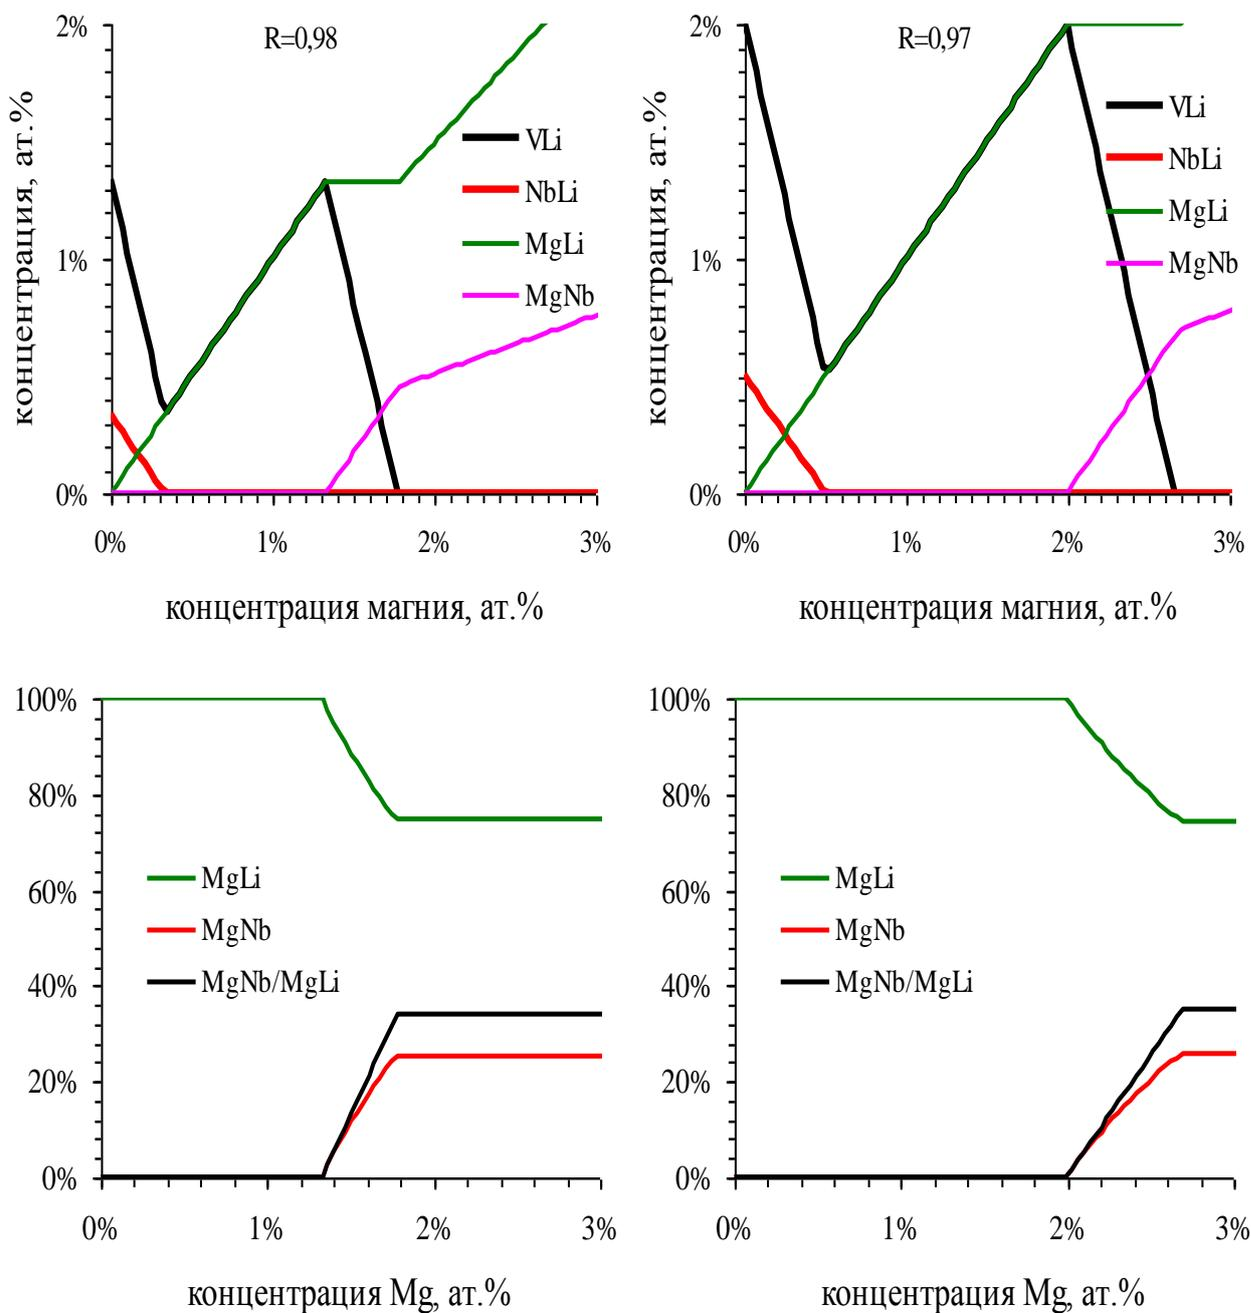 R=0,98
2%
1%
0%
концентрация, ат.%
VLi
NbLi
MgLi
MgNb
0% 1% 2% 3%
концентрация магния, ат.%
R=0,97
2%
1%
0%
концентрация, ат.%
VLi
NbLi
MgLi
MgNb
0% 1% 2% 3%
концентрация магния, ат.%
100%
80%
60%
40%
20%
0%
MgLi
MgNb
MgNb/MgLi
0% 1% 2% 3%
концентрация Mg, ат.%
100%
80%
60%
40%
20%
0%
MgLi
MgNb
MgNb/MgLi
0% 1% 2% 3%
концентрация Mg, ат.%